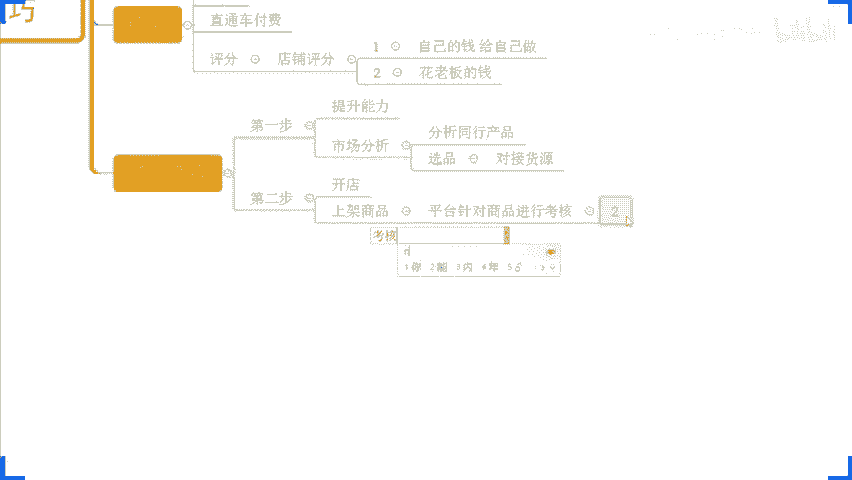 巧
直通车付费
评分 店铺评分
1 自己的钱 给自己做
2 花老板的钱
第一步
提升能力
市场分析
分析同行产品
选品 对接货源
第二步
开店
上架商品 平台针对商品进行考核
2
考核
n
1你 2能 3内 4年 5
bilibili